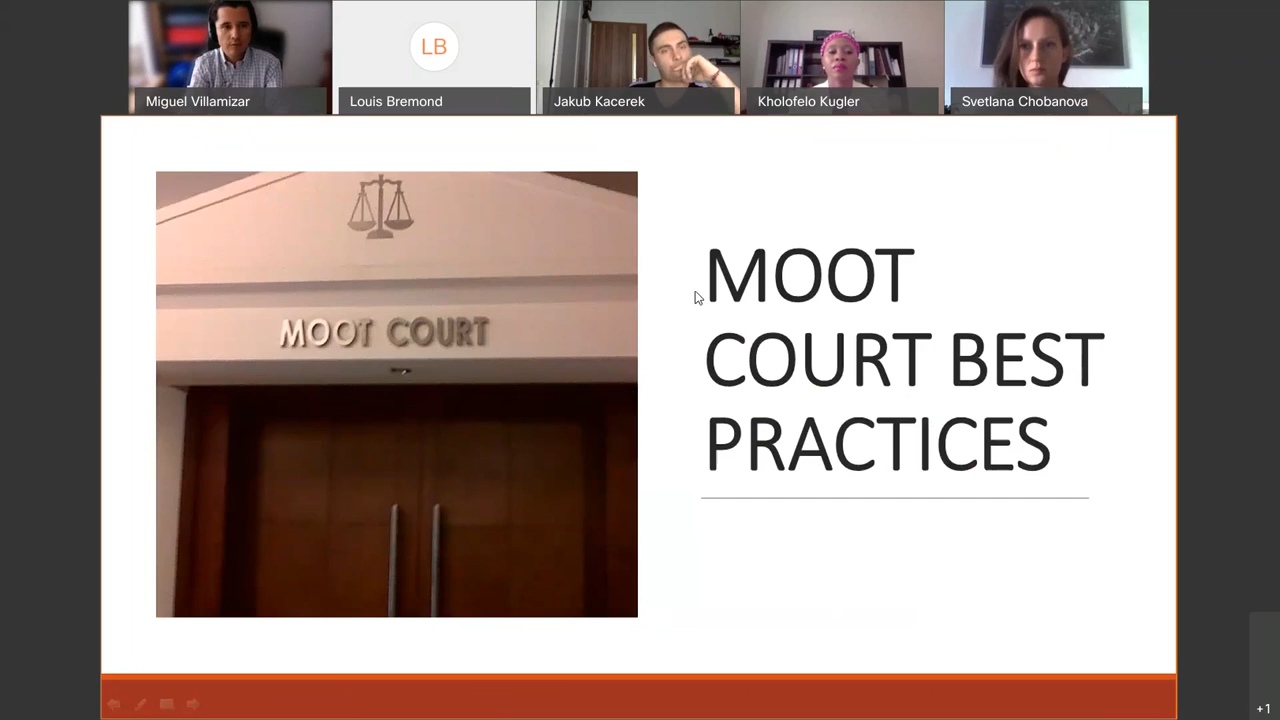 Miguel Villamizar
LB
Louis Bremond
Jakub Kacerek
Kholofelo Kugler
Svetlana Chobanova
MOOT COURT
MOOT
COURT BEST
PRACTICES
+1